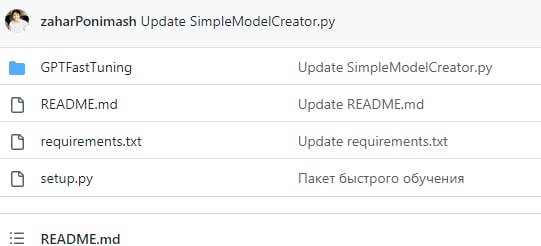 zaharPonimash Update SimpleModelCreator.py
GPTFastTuning Update SimpleModelCreator.py
README.md Update README.md
requirements.txt Update requirements.txt
setup.py Пакет быстрого обучения
README.md